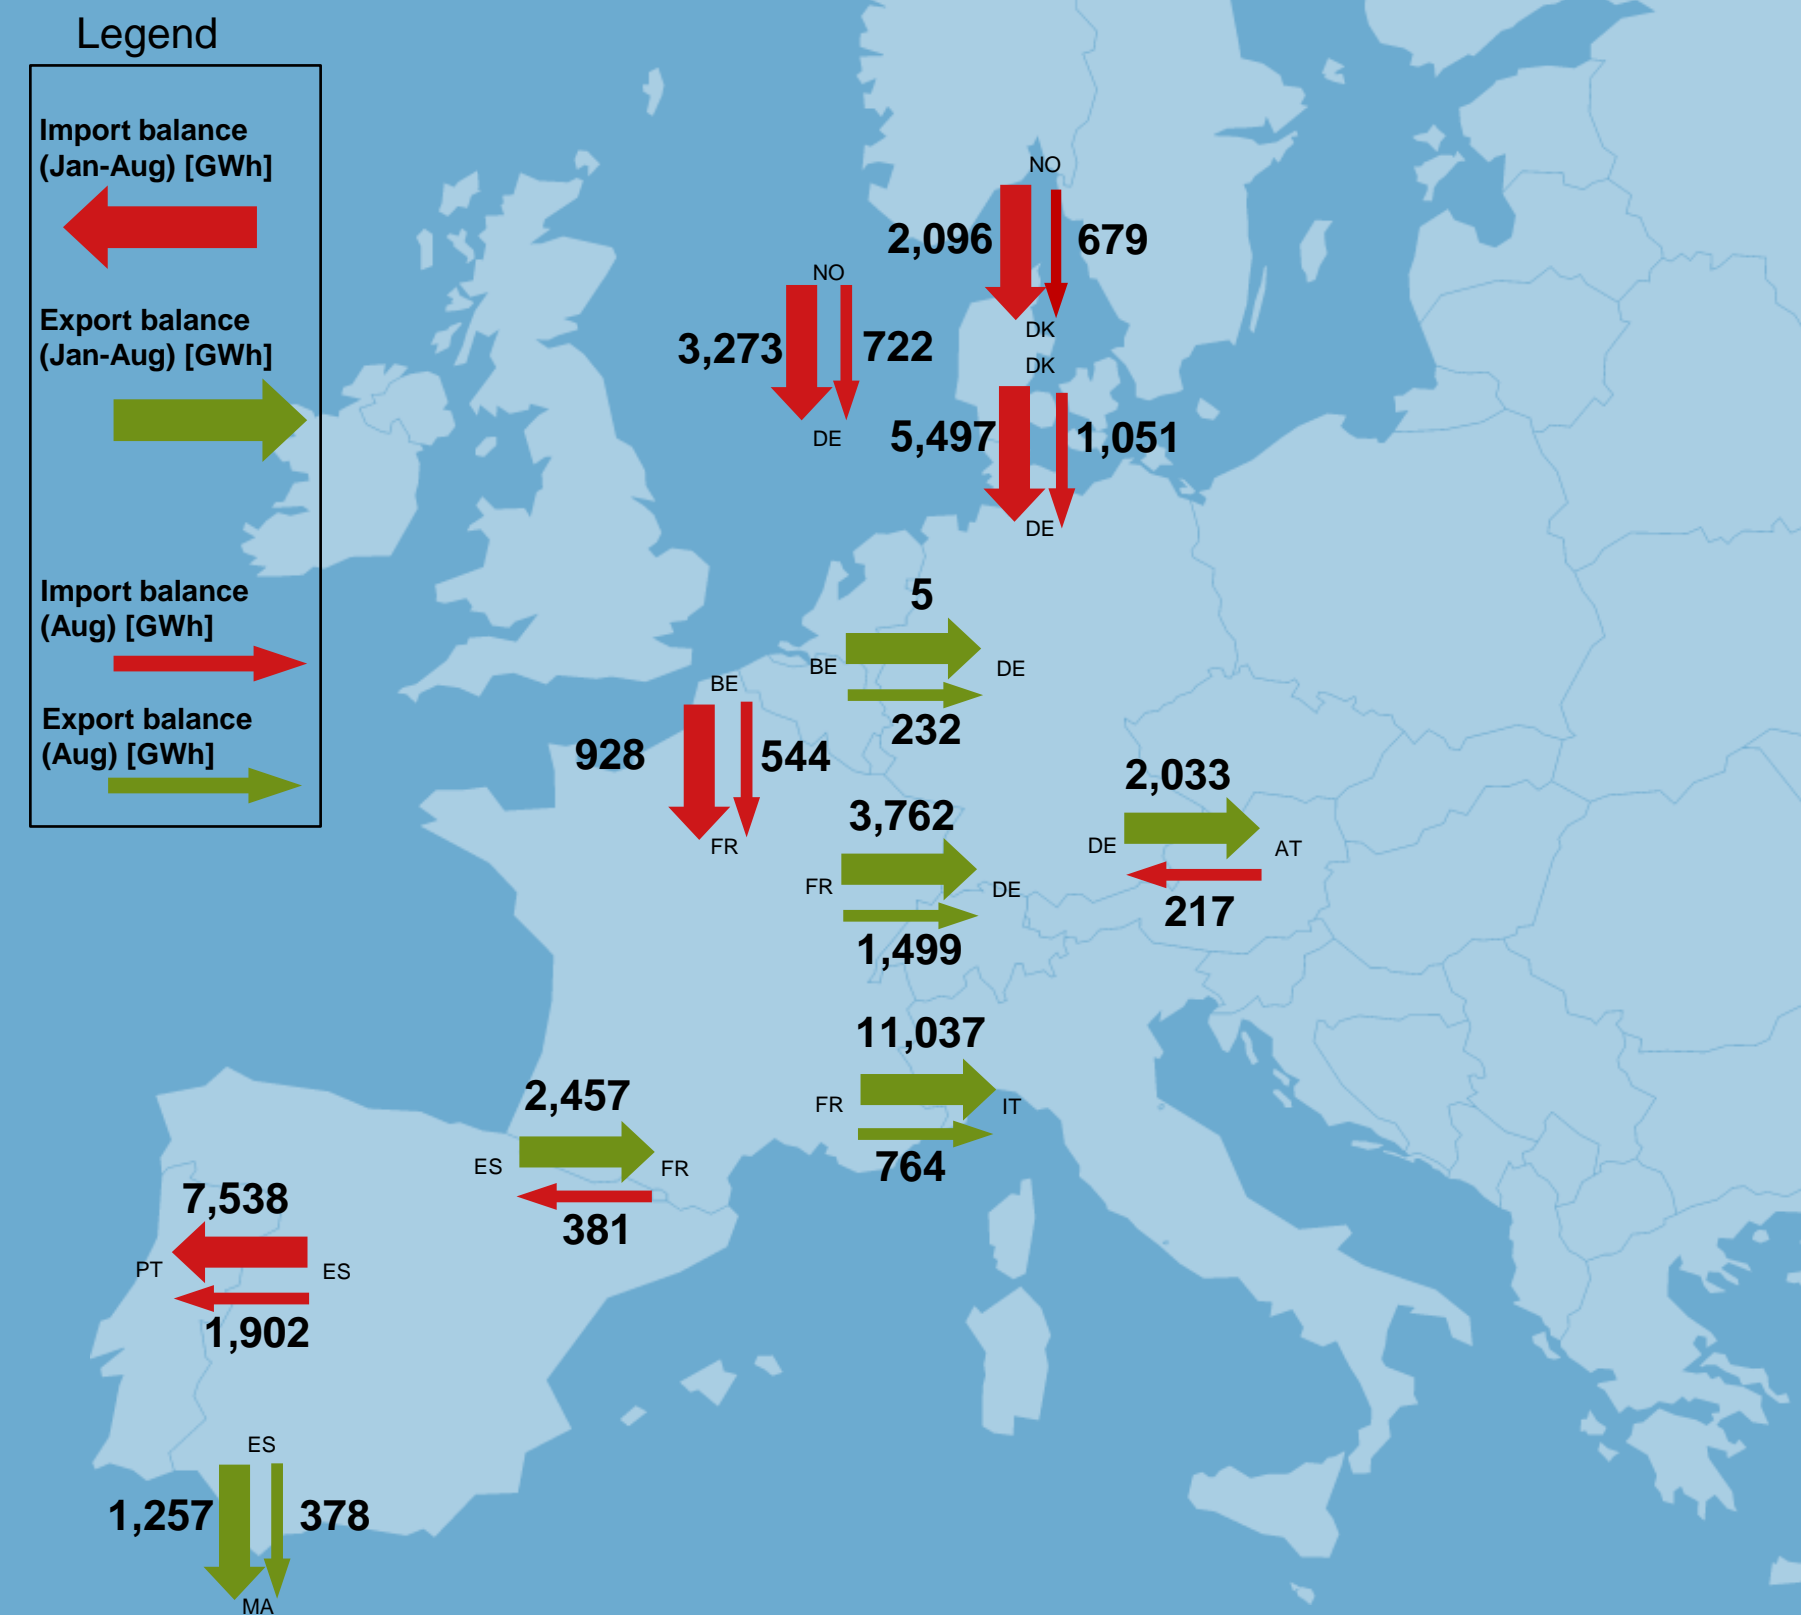 Legend
Import balance
(Jan-Aug) [GWh]
Export balance
(Jan-Aug) [GWh]
Import balance
(Aug) [GWh]
Export balance
(Aug) [GWh]
NO
2,096 679
DK
NO
3,273 722
DE
DK
5,497 1,051
DE
5
BE DE
232
BE
928 544
FR
2,033
DE AT
217
3,762
FR DE
1,499
11,037
FR IT
764
2,457
ES FR
381
7,538
PT ES
1,902
ES
1,257 378
MA